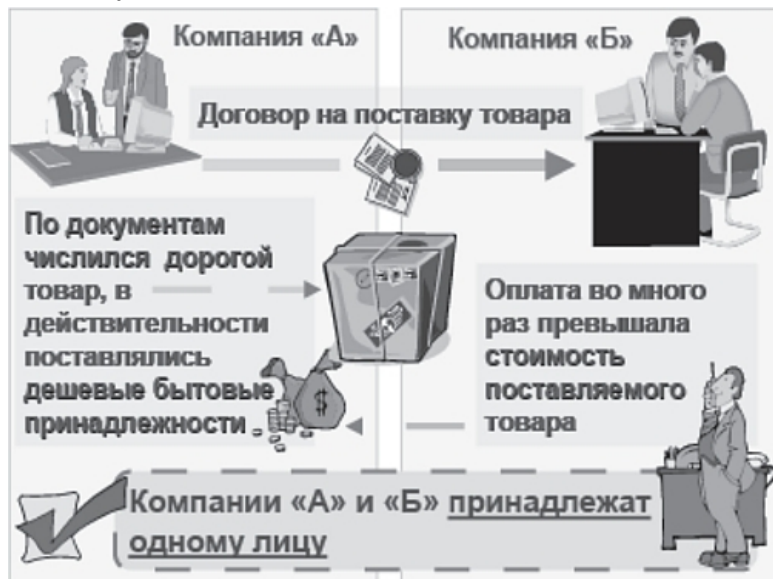 Компания «А»
Компания «Б»
Договор на поставку товара
По документам
числился дорогой
товар, в
действительности
поставлялись
дешевые бытовые
принадлежности
Оплата во много
раз превышала
стоимость
поставляемого
товара
$
Компании «А» и «Б» принадлежат
одному лицу